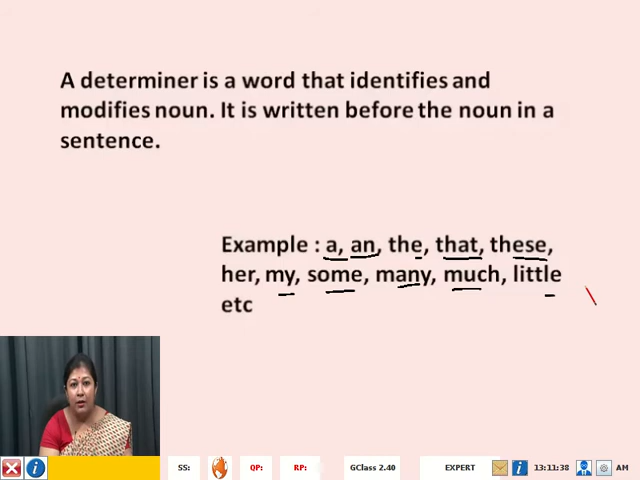 A determiner is a word that identifies and
modifies noun. It is written before the noun in a
sentence.
Example : a, an, the, that, these,
her, my, some, many, much, little
etc
SS: QP: RP: GClass 2.40 EXPERT 13:11:38 AM